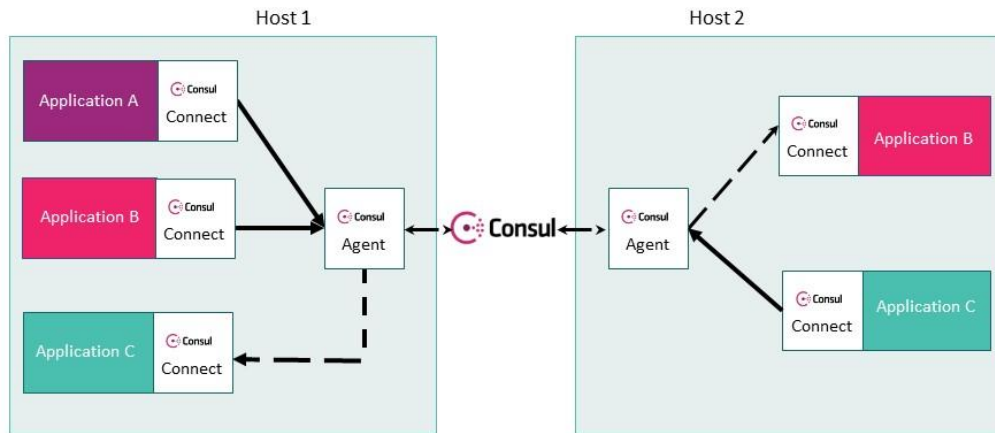 Host 1
Host 2
Application A
Consul
Connect
Application B
Consul
Connect
Application C
Consul
Connect
Consul
Agent
Consul
Consul
Agent
Consul
Connect
Application B
Consul
Connect
Application C